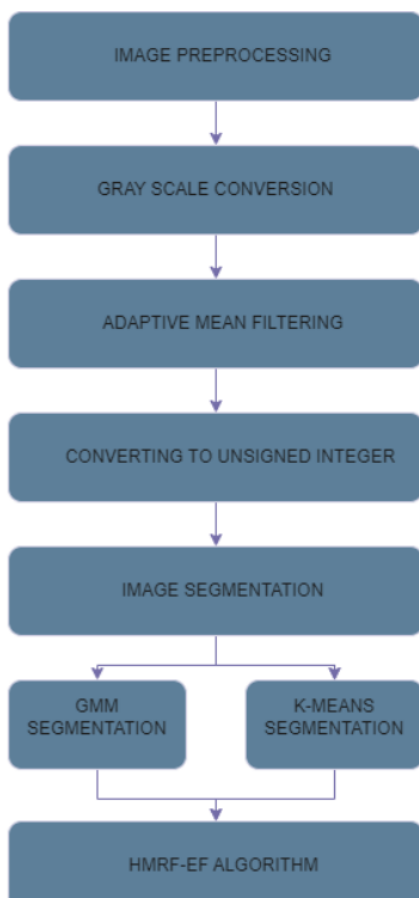 IMAGE PREPROCESSING
GRAY SCALE CONVERSION
ADAPTIVE MEAN FILTERING
CONVERTING TO UNSIGNED INTEGER
IMAGE SEGMENTATION
GMM
SEGMENTATION
K-MEANS
SEGMENTATION
HMRF-EF ALGORITHM